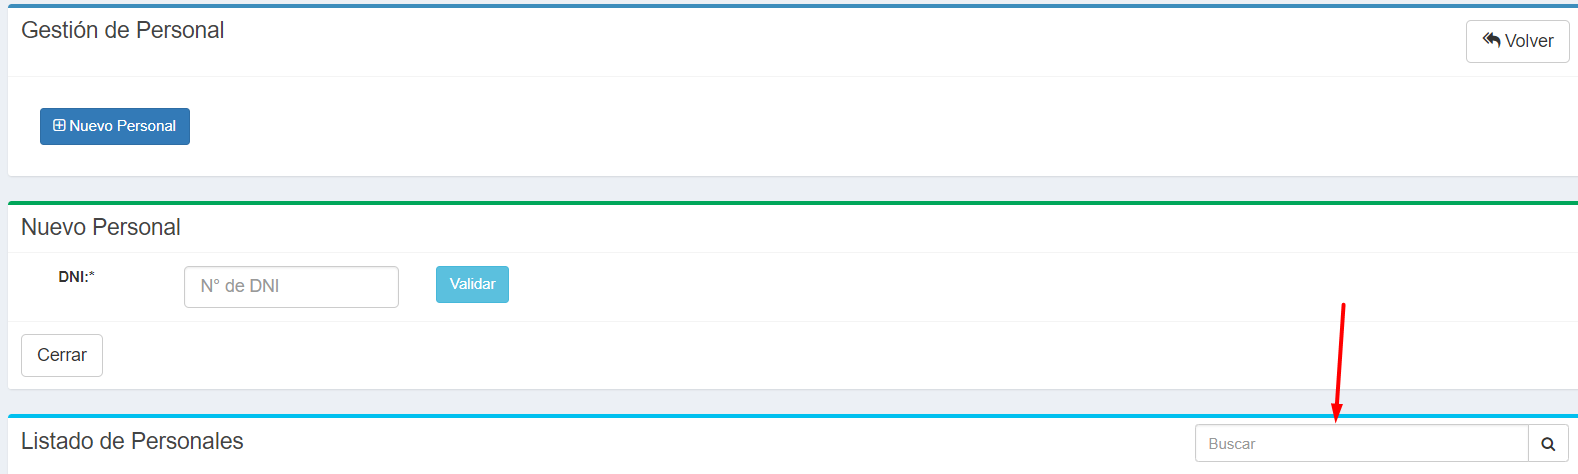 Gestión de Personal
Volver
Nuevo Personal
Nuevo Personal
DNI:*
N° de DNI
Validar
Cerrar
Listado de Personales
Buscar